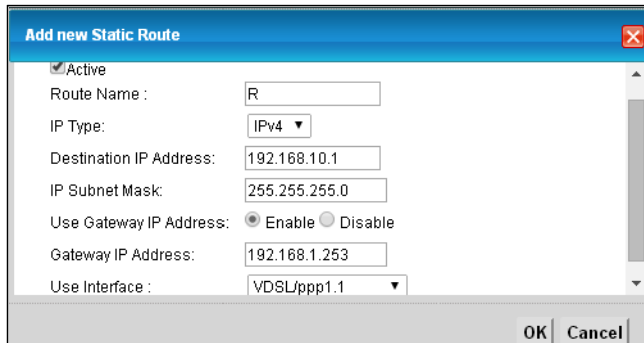 Add new Static Route
Active
Route Name : R
IP Type: IPv4
Destination IP Address: 192.168.10.1
IP Subnet Mask: 255.255.255.0
Use Gateway IP Address: Enable Disable
Gateway IP Address: 192.168.1.253
Use Interface : VDSL/ppp1.1
OK Cancel